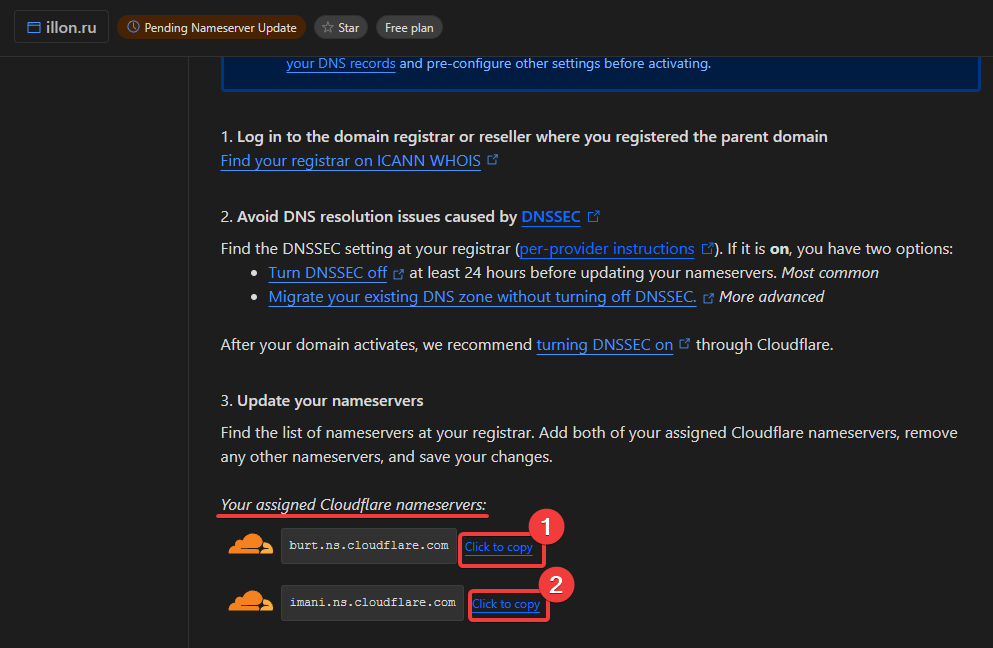 illon.ru Pending Nameserver Update Star Free plan
your DNS records and pre-configure other settings before activating.
1. Log in to the domain registrar or reseller where you registered the parent domain
Find your registrar on ICANN WHOIS
2. Avoid DNS resolution issues caused by DNSSEC
Find the DNSSEC setting at your registrar (per-provider instructions). If it is on, you have two options:
• Turn DNSSEC off at least 24 hours before updating your nameservers. Most common
• Migrate your existing DNS zone without turning off DNSSEC. More advanced
After your domain activates, we recommend turning DNSSEC on through Cloudflare.
3. Update your nameservers
Find the list of nameservers at your registrar. Add both of your assigned Cloudflare nameservers, remove
any other nameservers, and save your changes.
Your assigned Cloudflare nameservers:
1
burt.ns.cloudflare.com Click to copy
2
imani.ns.cloudflare.com Click to copy